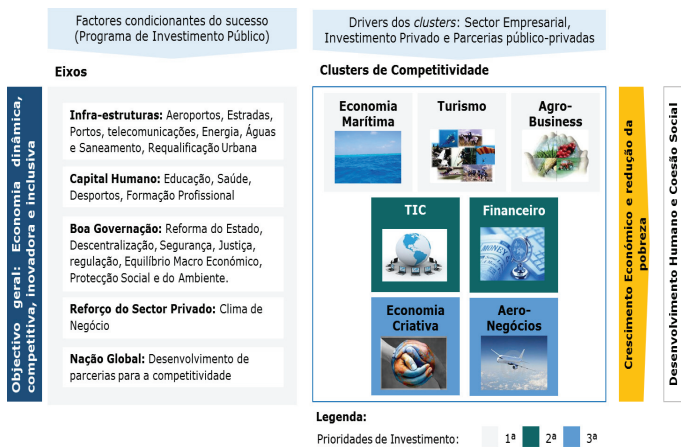 Factores condicionantes do sucesso
(Programa de Investimento Público)
Drivers dos clusters: Sector Empresarial,
Investimento Privado e Parcerias público-privadas
Eixos
Clusters de Competitividade
Objectivo geral: Economia dinâmica,
competitiva, inovadora e inclusiva
Infra-estruturas: Aeroportos, Estradas,
Portos, telecomunicações, Energia, Águas
e Saneamento, Requalificação Urbana
Capital Humano: Educação, Saúde,
Desportos, Formação Profissional
Boa Governação: Reforma do Estado,
Descentralização, Segurança, Justiça,
regulação, Equilíbrio Macro Económico,
Protecção Social e do Ambiente.
Reforço do Sector Privado: Clima de
Negócio
Nação Global: Desenvolvimento de
parcerias para a competitividade
Economia
Marítima
Turismo
Agro-
Business
TIC
Financeiro
MONEY
Economia
Criativa
Aero-
Negócios
Crescimento Económico e redução da
pobreza
Desenvolvimento Humano e Coesão Social
Legenda:
Prioridades de Investimento: 1ª 2ª 3ª